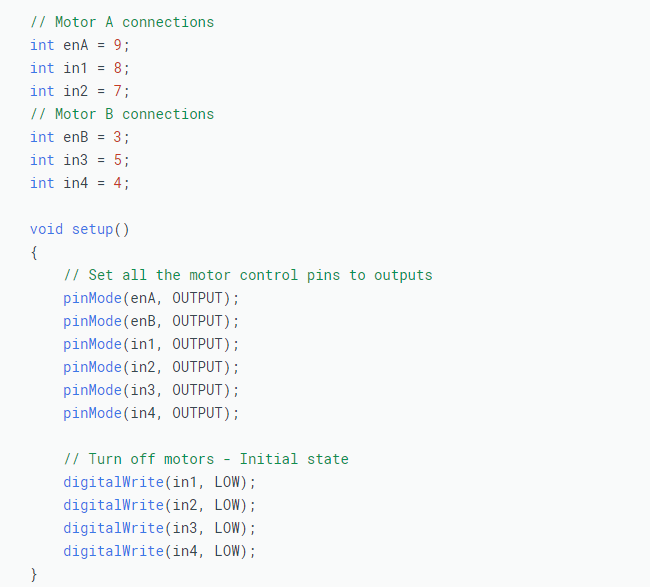 // Motor A connections
int enA = 9;
int in1 = 8;
int in2 = 7;
// Motor B connections
int enB = 3;
int in3 = 5;
int in4 = 4;

void setup()
{
    // Set all the motor control pins to outputs
    pinMode(enA, OUTPUT);
    pinMode(enB, OUTPUT);
    pinMode(in1, OUTPUT);
    pinMode(in2, OUTPUT);
    pinMode(in3, OUTPUT);
    pinMode(in4, OUTPUT);

    // Turn off motors - Initial state
    digitalWrite(in1, LOW);
    digitalWrite(in2, LOW);
    digitalWrite(in3, LOW);
    digitalWrite(in4, LOW);
}